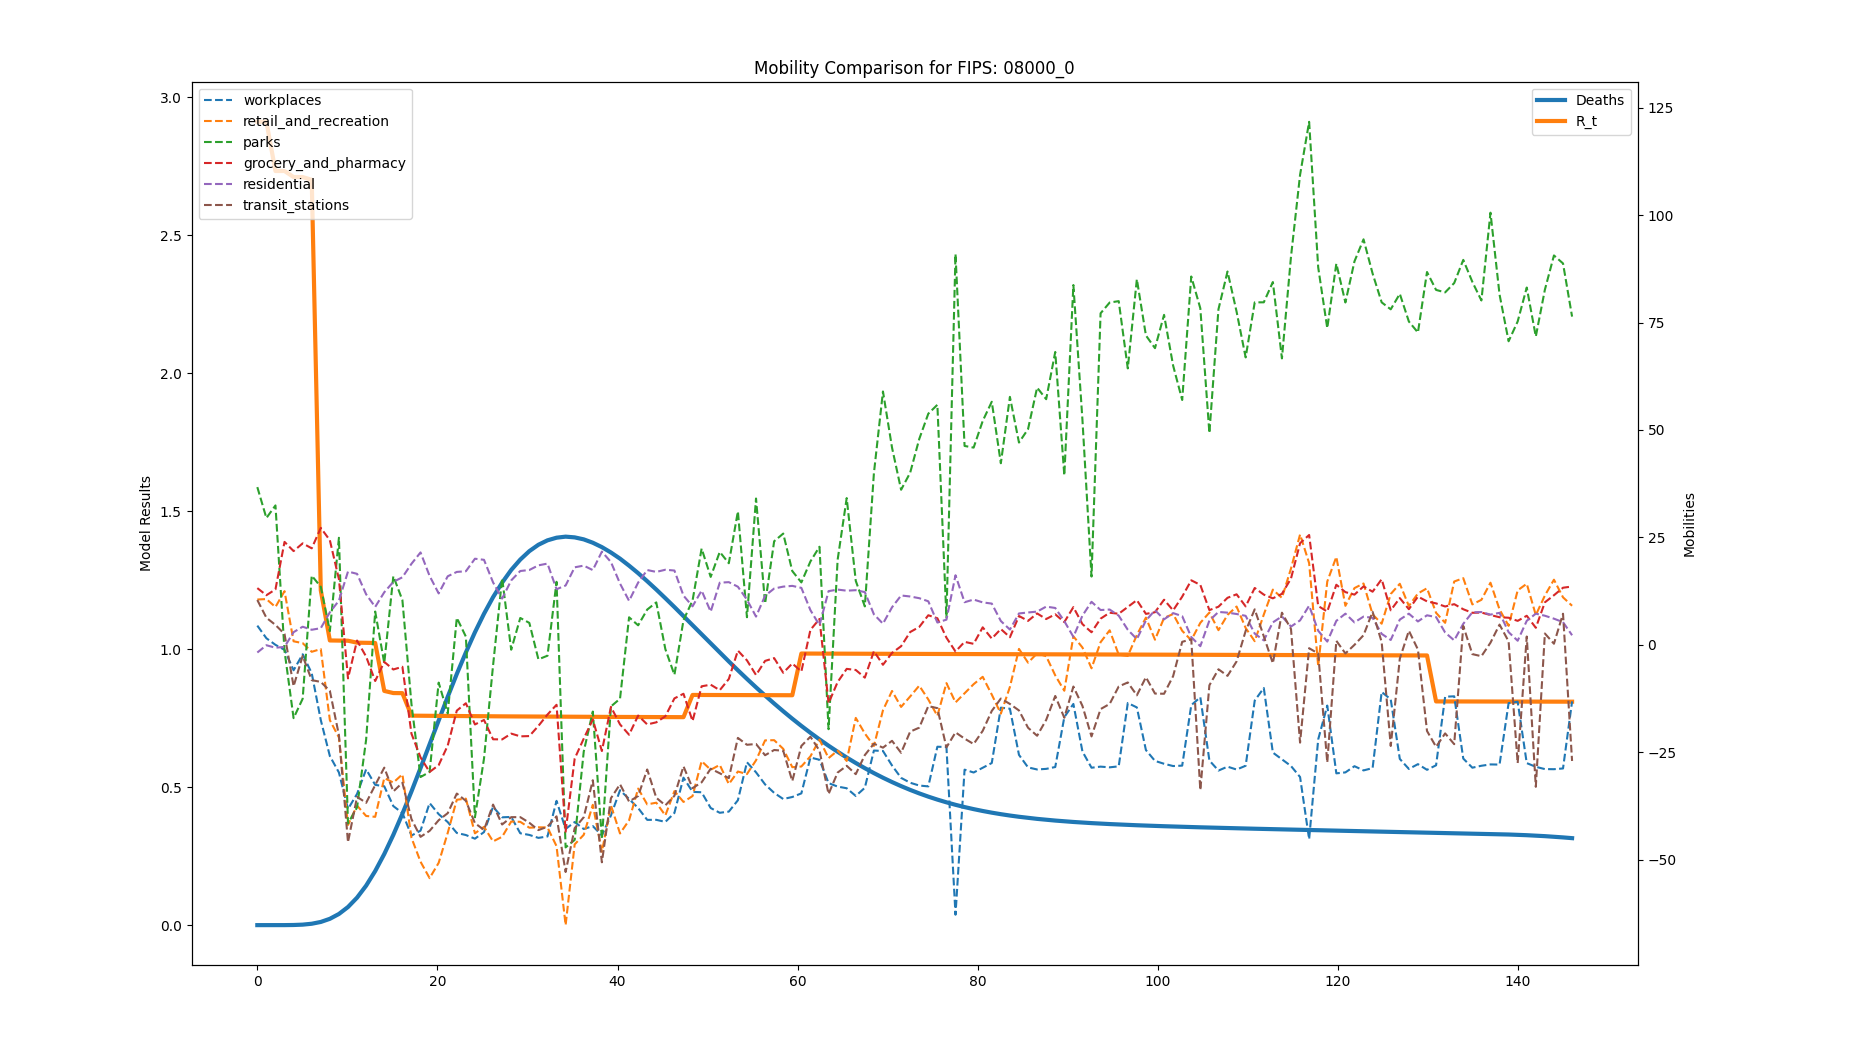 Mobility Comparison for FIPS: 08000_0
workplaces
retail_and_recreation
parks
grocery_and_pharmacy
residential
transit_stations
Deaths
R_t
Model Results
3.0
2.5
2.0
1.5
1.0
0.5
0.0
Mobilities
125
100
75
50
25
0
−25
−50
0 20 40 60 80 100 120 140